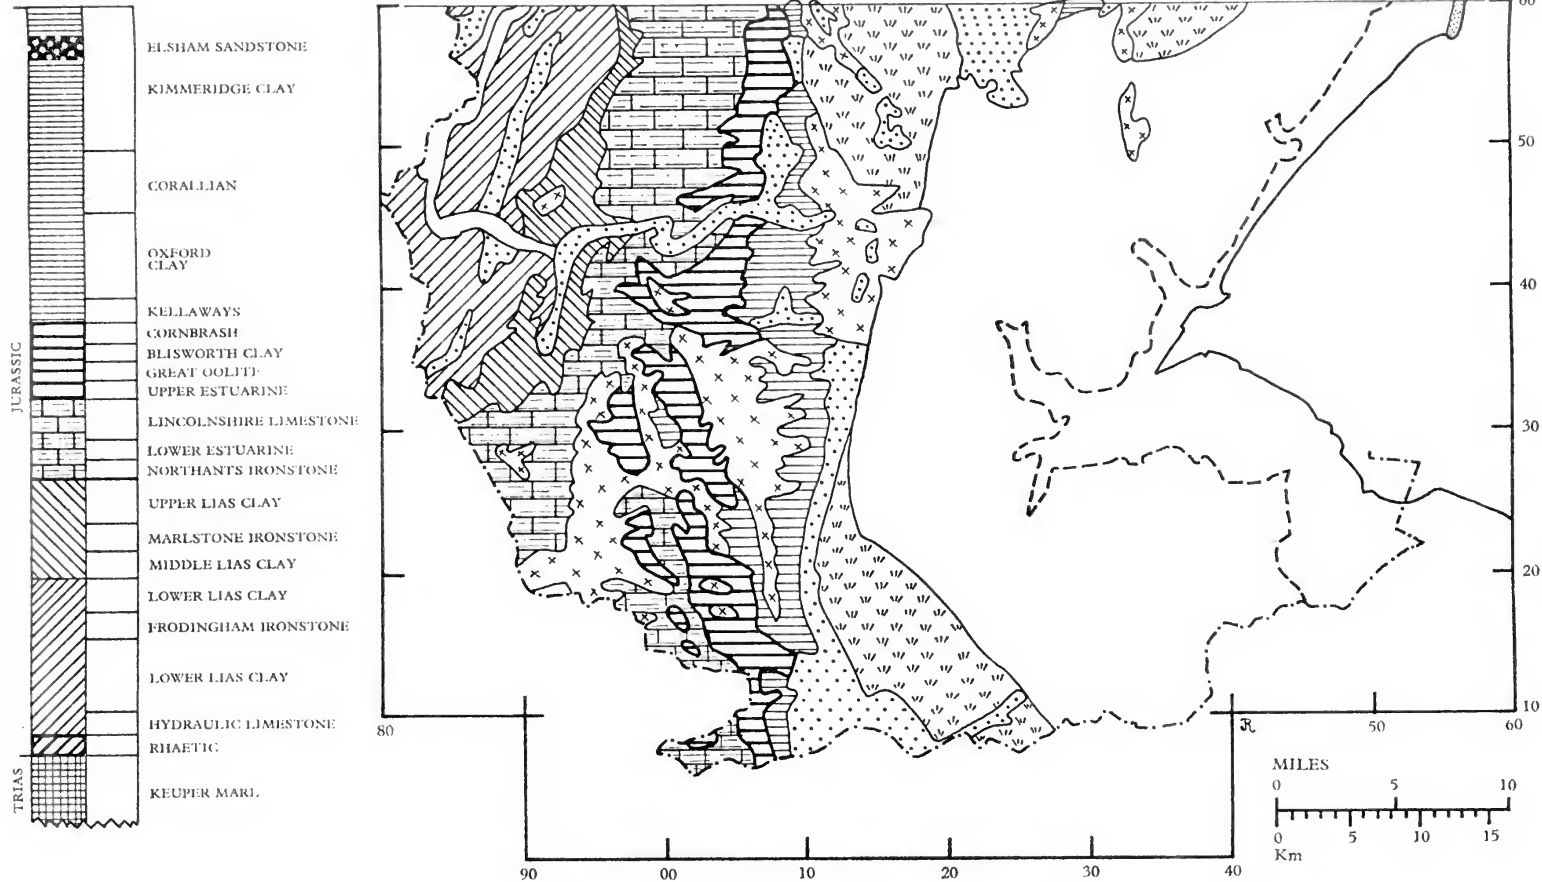 ELSHAM SANDSTONE
KIMMERIDGE CLAY
CORALLIAN
OXFORD
CLAY
KELLAWAYS
CORNBRASH
BLISWORTH CLAY
GREAT OOLITE
UPPER ESTUARINE
LINCOLNSHIRE LIMESTONE
LOWER ESTUARINE
NORTHANTS IRONSTONE
UPPER LIAS CLAY
MARLSTONE IRONSTONE
MIDDLE LIAS CLAY
LOWER LIAS CLAY
FRODINGHAM IRONSTONE
LOWER LIAS CLAY
HYDRAULIC LIMESTONE
RHAETIC
KEUPER MARL
JURASSIC
TRIAS
60
50
40
30
20
10
80
50
60
90
00
10
20
30
40
MILES
0 5 10
0 5 10 15
Km